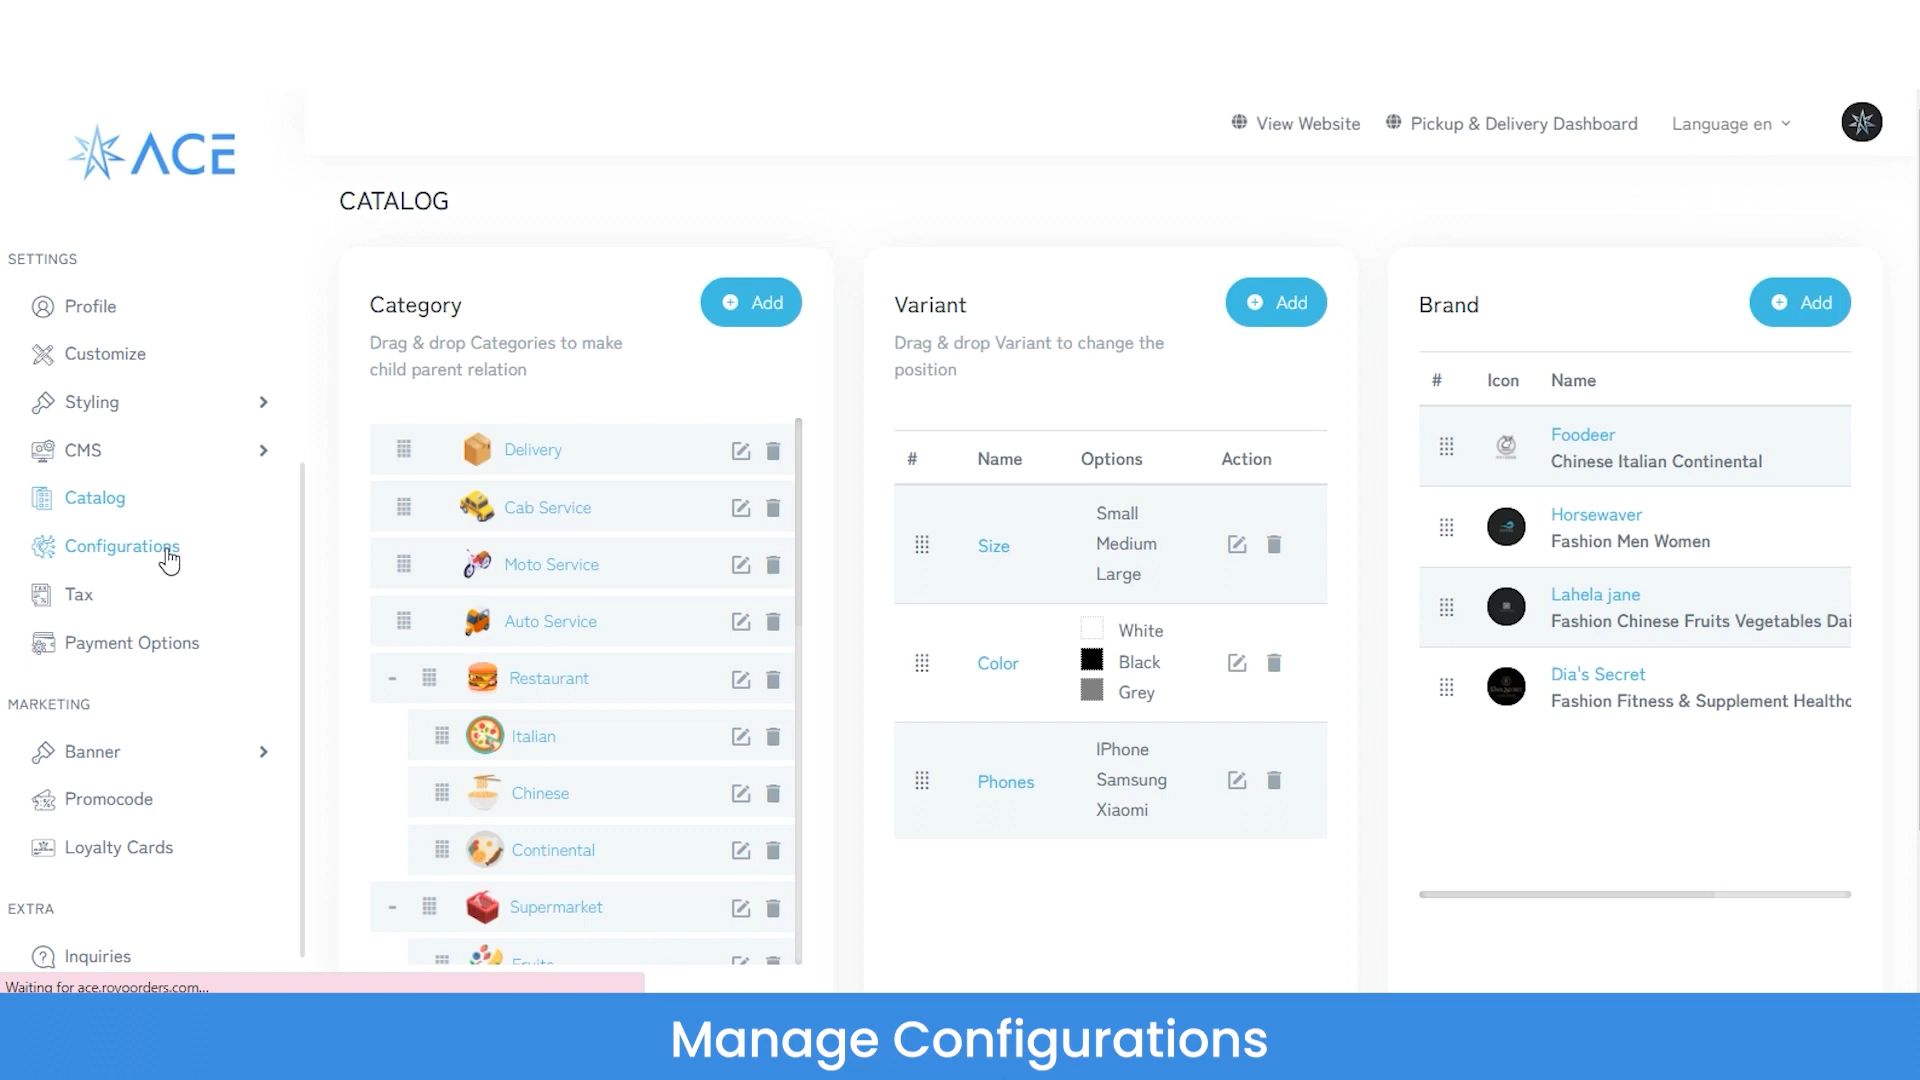 View Website
Pickup & Delivery Dashboard
Language en
ACE
CATALOG
SETTINGS
Profile
Customize
Styling
CMS
Catalog
Configurations
Tax
Payment Options
MARKETING
Banner
Promocode
Loyalty Cards
EXTRA
Inquiries
Category
Add
Drag & drop Categories to make
child parent relation
Delivery
Cab Service
Moto Service
Auto Service
Restaurant
Italian
Chinese
Continental
Supermarket
Fruits
Variant
Add
Drag & drop Variant to change the
position
# Name Options Action
Size
Small
Medium
Large
Color
White
Black
Grey
Phones
IPhone
Samsung
Xiaomi
Brand
Add
# Icon Name
Foodeer
Chinese Italian Continental
Horsewaver
Fashion Men Women
Lahela jane
Fashion Chinese Fruits Vegetables Dai
Dia's Secret
Fashion Fitness & Supplement Healthc
Waiting for ace.royoorders.com...
Manage Configurations